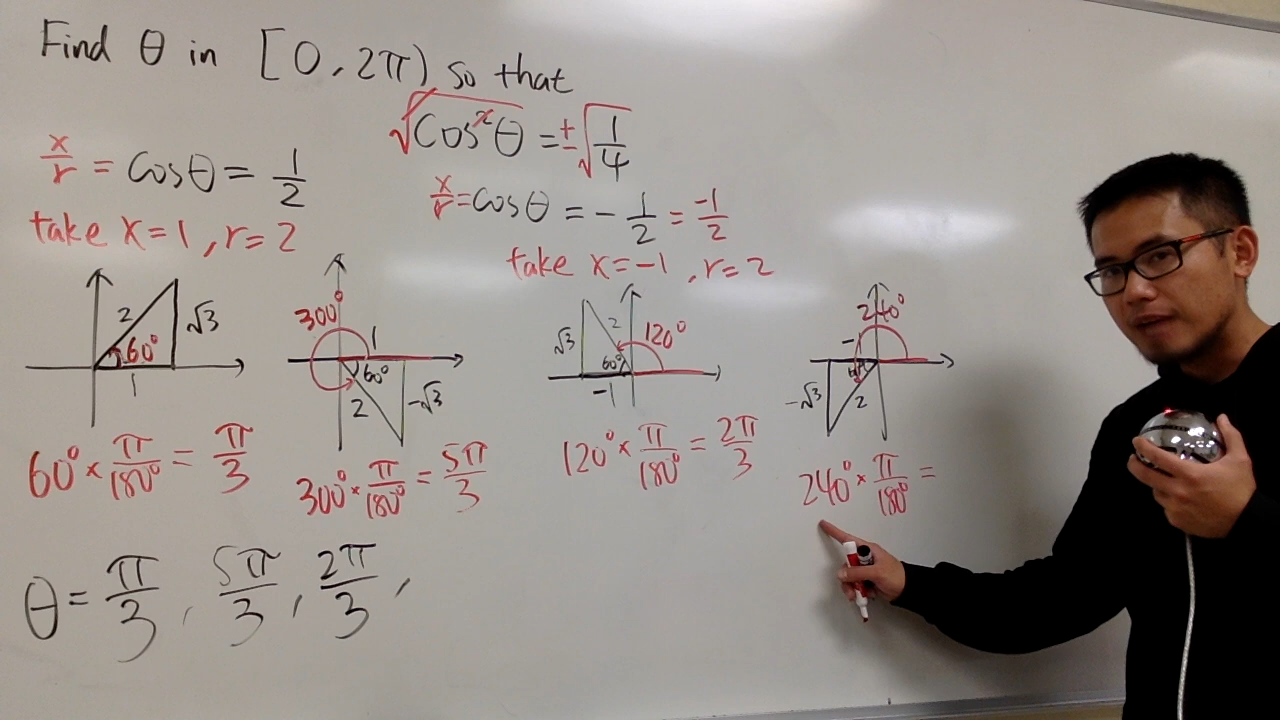 Find θ in [0, 2π) so that
√cos²θ = ±√1/4
x/r = cosθ = 1/2
take x=1, r=2
x/r = cosθ = -1/2 = -1/2
take x=-1, r=2
2 60° √3 1
300° 1 60° 2 -√3
√3 2 120° 60° -1
240° -1 -√3 2
60° × π/180° = π/3
300° × π/180° = 5π/3
120° × π/180° = 2π/3
240° × π/180° =
θ = π/3, 5π/3, 2π/3,